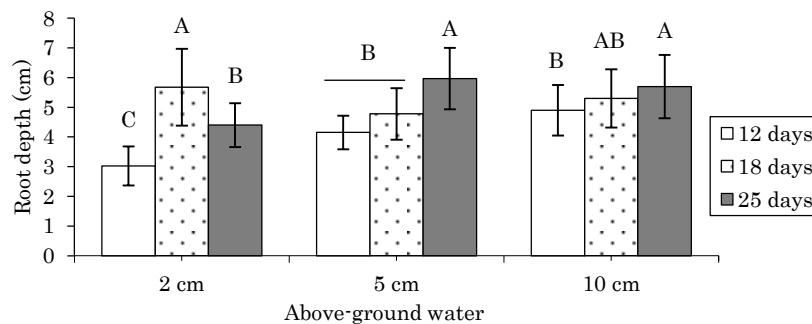 8
7
6
5
4
3
2
1
0
Root depth (cm)
C
A
B
B
A
B
AB
A
2 cm
5 cm
10 cm
Above-ground water
12 days
18 days
25 days